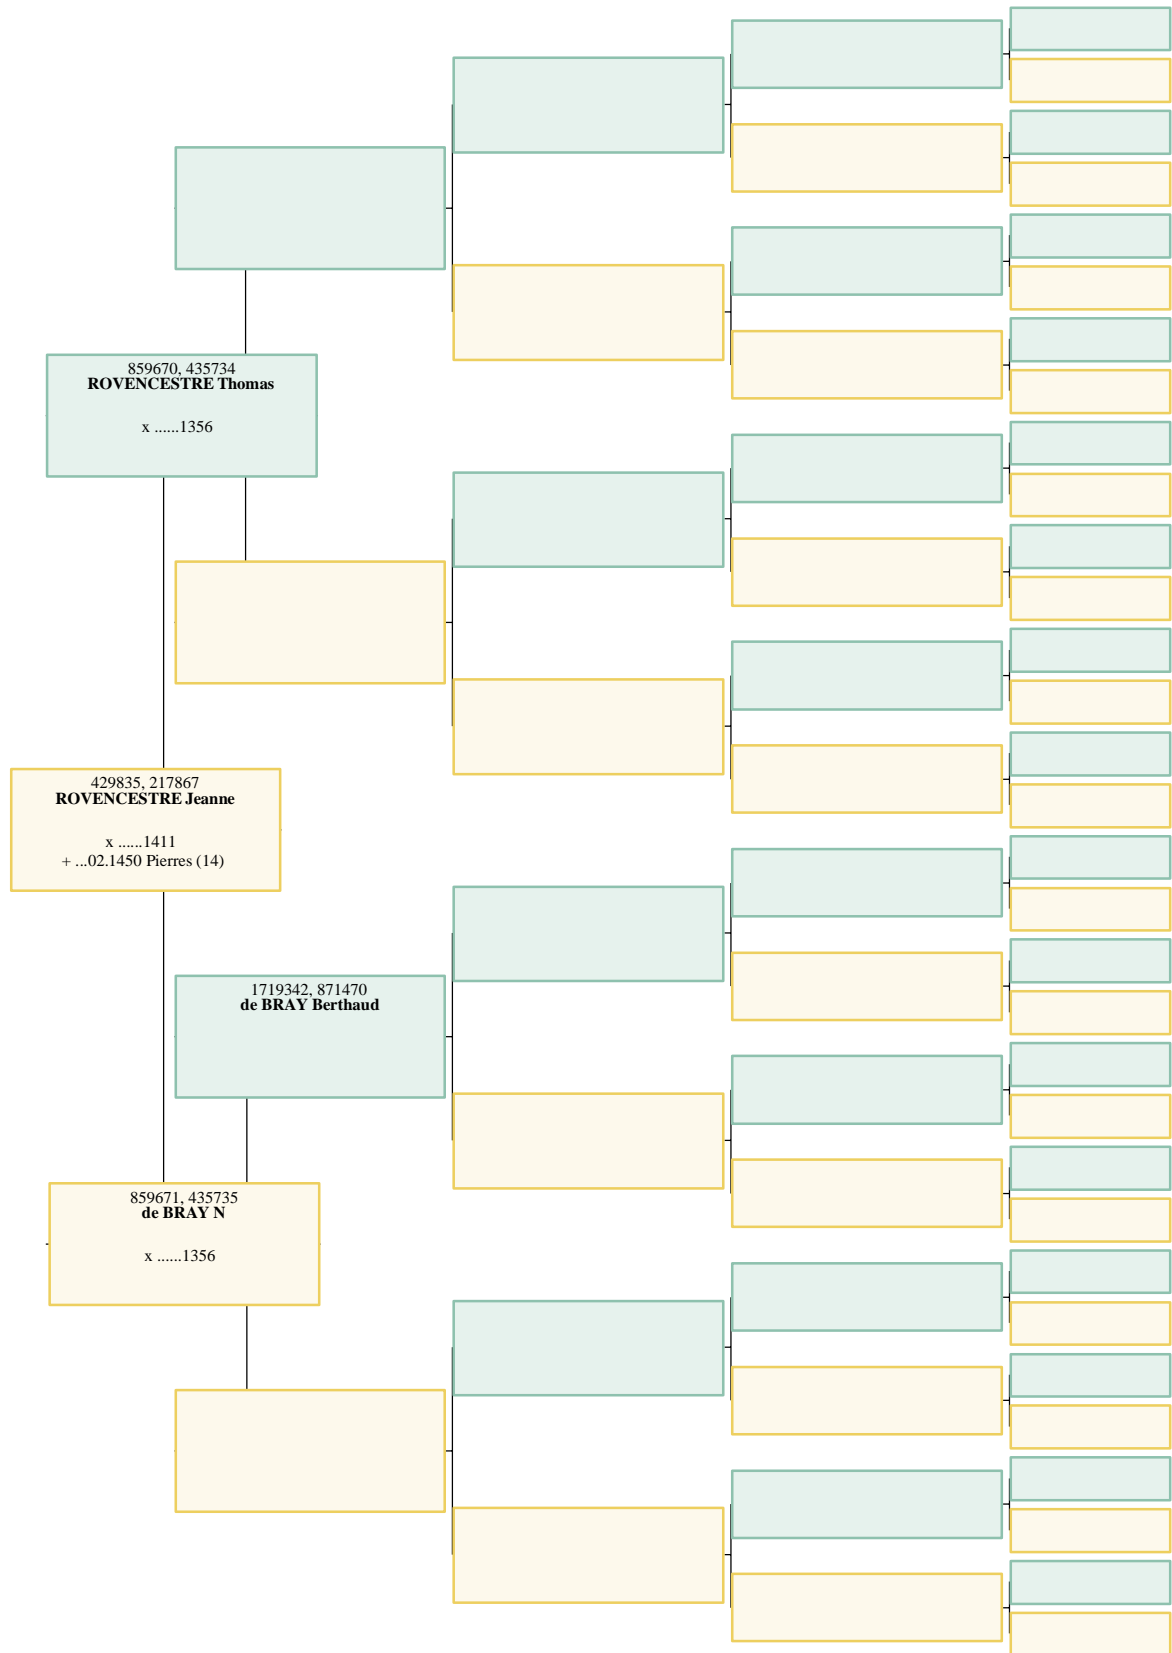 859670, 435734
ROVENCESTRE Thomas
x ......1356
429835, 217867
ROVENCESTRE Jeanne
x ......1411
+ ...02.1450 Pierres (14)
1719342, 871470
de BRAY Berthaud
859671, 435735
de BRAY N
x ......1356